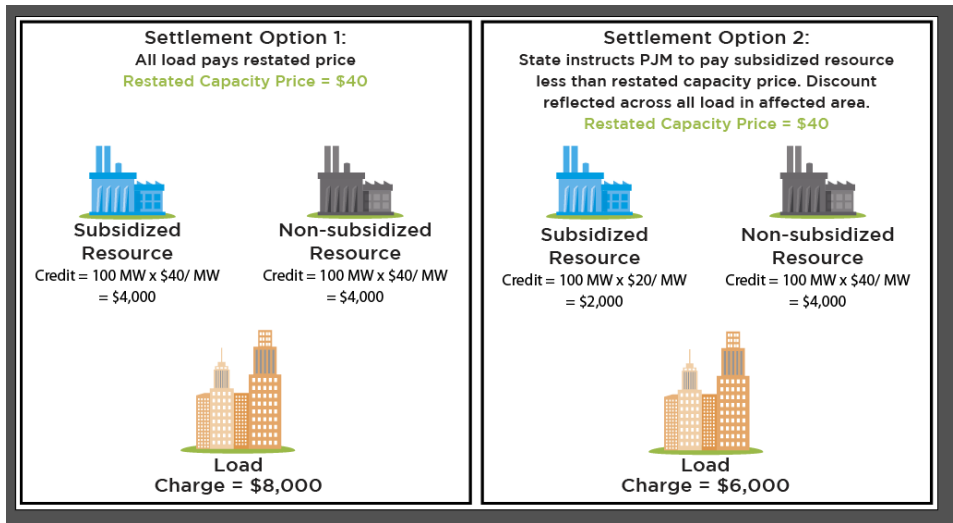 Settlement Option 1:
All load pays restated price
Restated Capacity Price = $40
Subsidized
Resource
Credit = 100 MW x $40/ MW
= $4,000
Non-subsidized
Resource
Credit = 100 MW x $40/ MW
= $4,000
Load
Charge = $8,000
Settlement Option 2:
State instructs PJM to pay subsidized resource
less than restated capacity price. Discount
reflected across all load in affected area.
Restated Capacity Price = $40
Subsidized
Resource
Credit = 100 MW x $20/ MW
= $2,000
Non-subsidized
Resource
Credit = 100 MW x $40/ MW
= $4,000
Load
Charge = $6,000